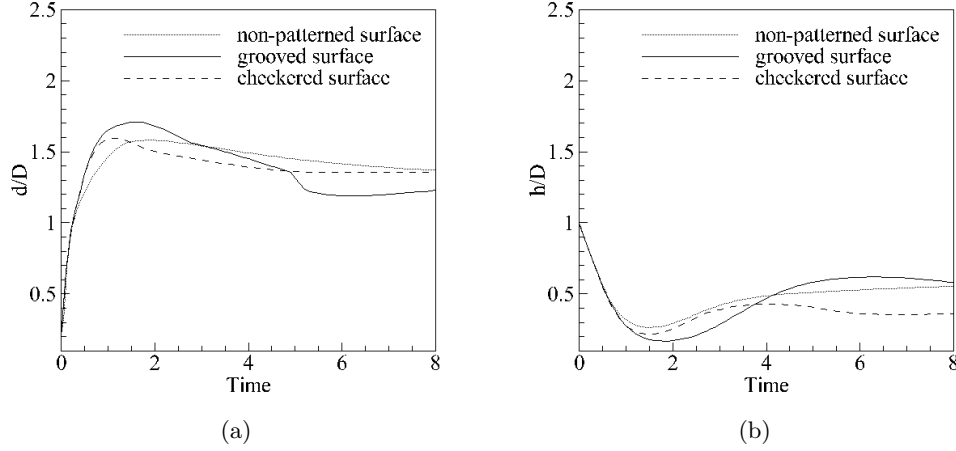 2.5
2
1.5
1
0.5
0 2 4 6 8
d/D
Time
non-patterned surface
grooved surface
checkered surface
(a)
2.5
2
1.5
1
0.5
0 2 4 6 8
h/D
Time
non-patterned surface
grooved surface
checkered surface
(b)